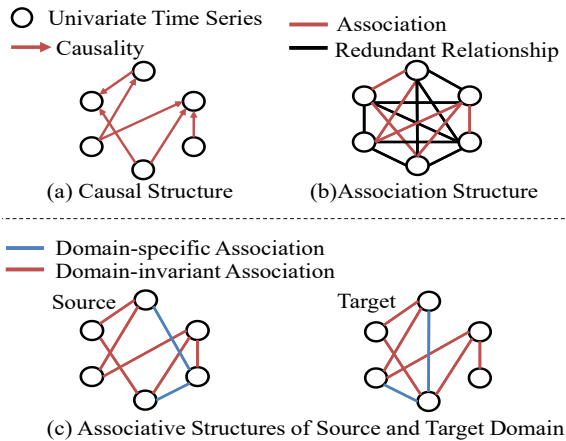 Univariate Time Series
Causality
Association
Redundant Relationship
(a) Causal Structure
(b)Association Structure
Domain-specific Association
Domain-invariant Association
Source
Target
(c) Associative Structures of Source and Target Domain